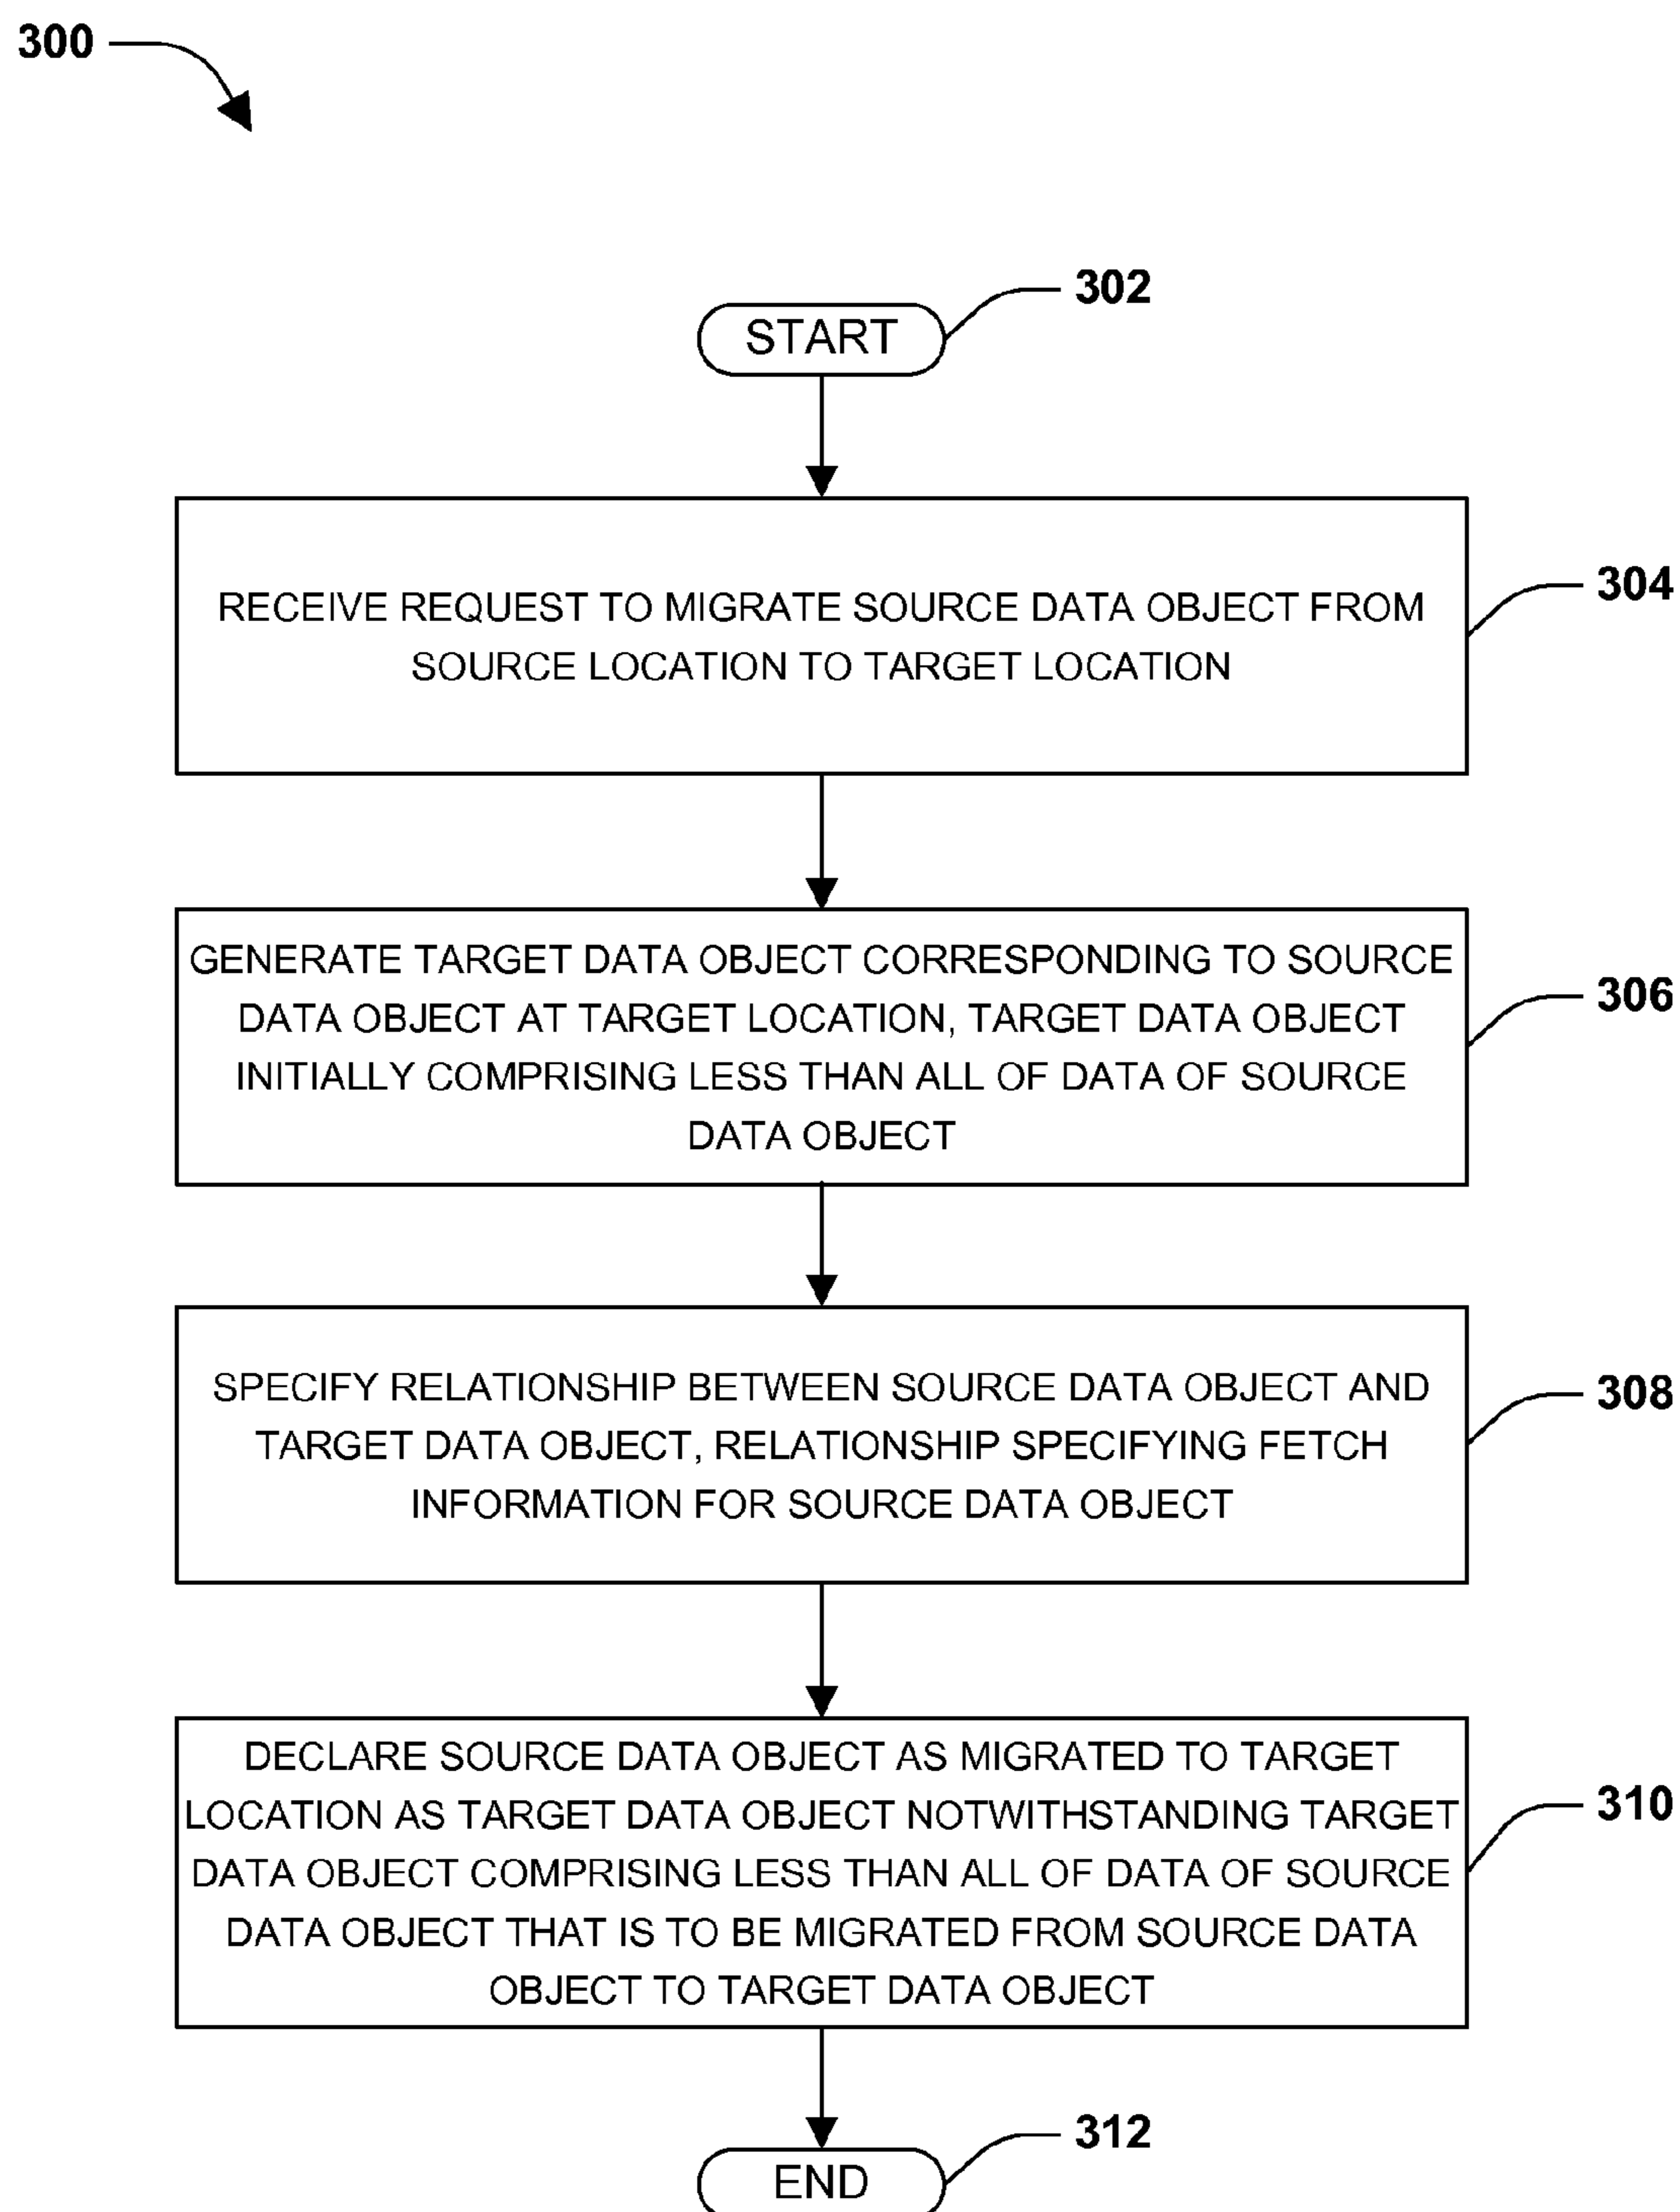 300
302
START
RECEIVE REQUEST TO MIGRATE SOURCE DATA OBJECT FROM
SOURCE LOCATION TO TARGET LOCATION
304
GENERATE TARGET DATA OBJECT CORRESPONDING TO SOURCE
DATA OBJECT AT TARGET LOCATION, TARGET DATA OBJECT
INITIALLY COMPRISING LESS THAN ALL OF DATA OF SOURCE
DATA OBJECT
306
SPECIFY RELATIONSHIP BETWEEN SOURCE DATA OBJECT AND
TARGET DATA OBJECT, RELATIONSHIP SPECIFYING FETCH
INFORMATION FOR SOURCE DATA OBJECT
308
DECLARE SOURCE DATA OBJECT AS MIGRATED TO TARGET
LOCATION AS TARGET DATA OBJECT NOTWITHSTANDING TARGET
DATA OBJECT COMPRISING LESS THAN ALL OF DATA OF SOURCE
DATA OBJECT THAT IS TO BE MIGRATED FROM SOURCE DATA
OBJECT TO TARGET DATA OBJECT
310
312
END